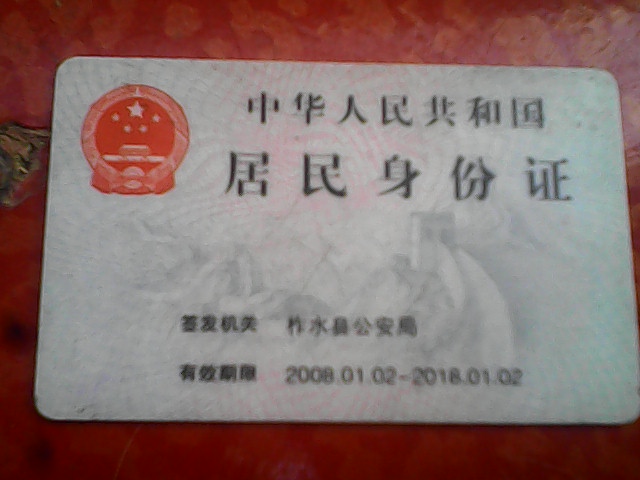 中华人民共和国
居民身份证
签发机关 柞水县公安局
有效期限 2008.01.02-2018.01.02